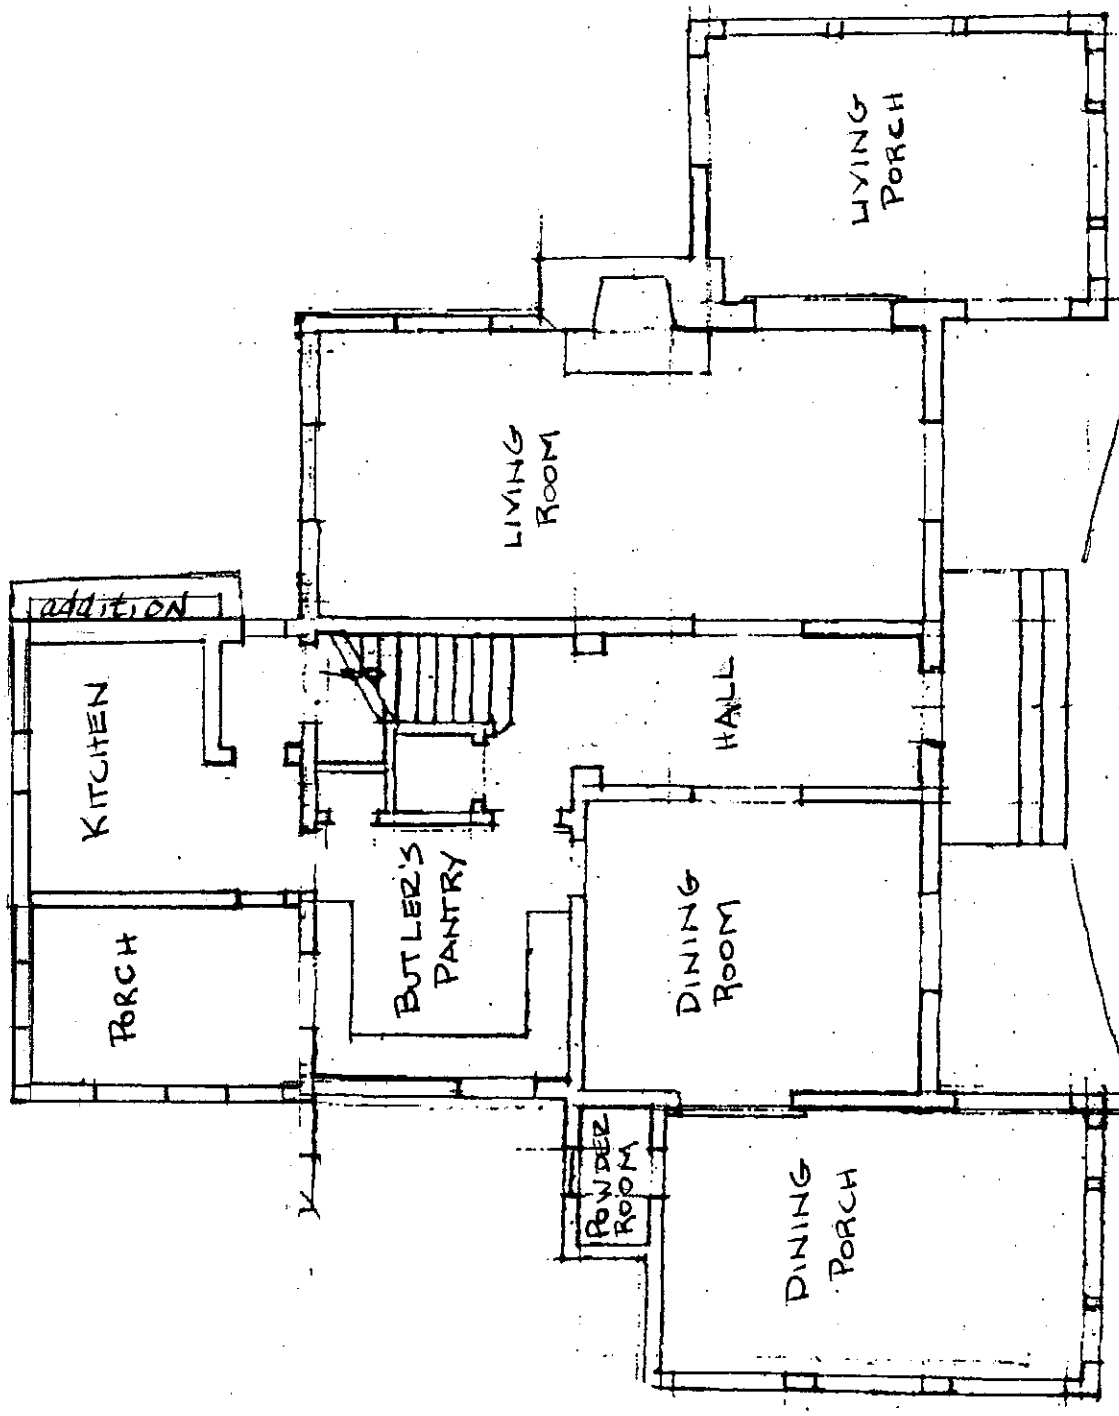 addition
KITCHEN
PORCH
BUTLER'S
PANTRY
LIVING
ROOM
HALL
DINING
ROOM
LIVING
PORCH
POWDER
ROOM
DINING
PORCH